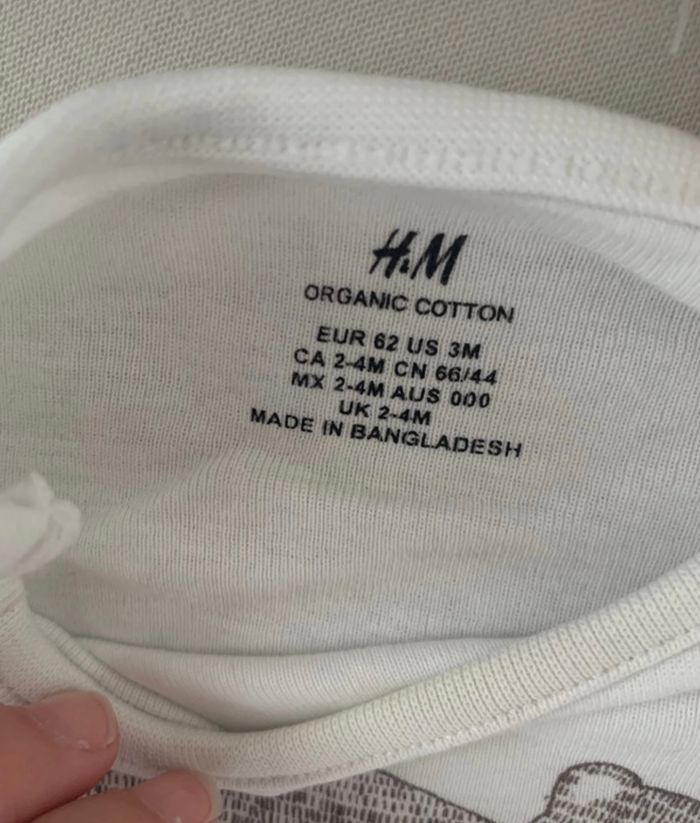 H&M
ORGANIC COTTON
EUR 62 US 3M
CA 2-4M CN 66/44
MX 2-4M AUS 000
UK 2-4M
MADE IN BANGLADESH